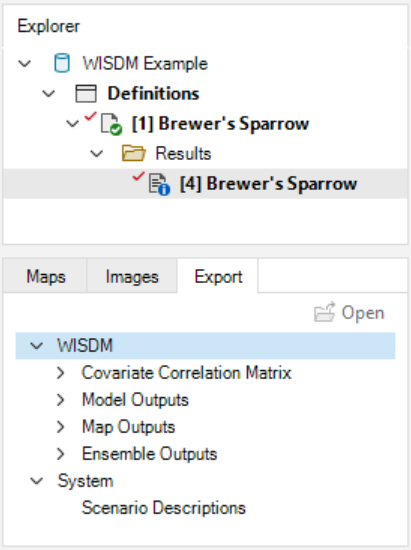 Explorer
WISDM Example
Definitions
[1] Brewer's Sparrow
Results
[4] Brewer's Sparrow
Maps Images Export
Open
WISDM
Covariate Correlation Matrix
Model Outputs
Map Outputs
Ensemble Outputs
System
Scenario Descriptions